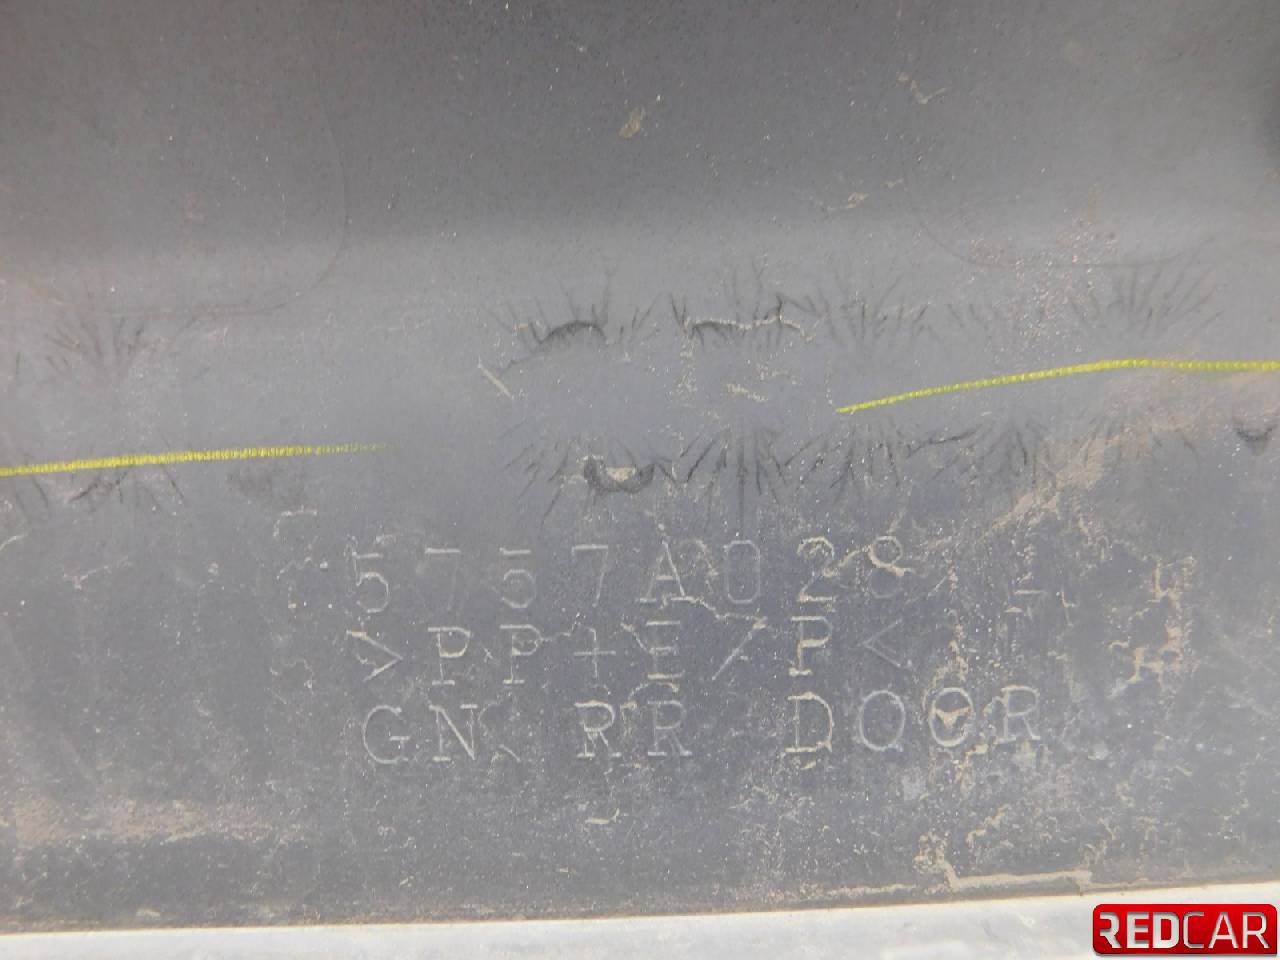 5757A028
>PP+E/P<
GN RR DOOR
REDCAR